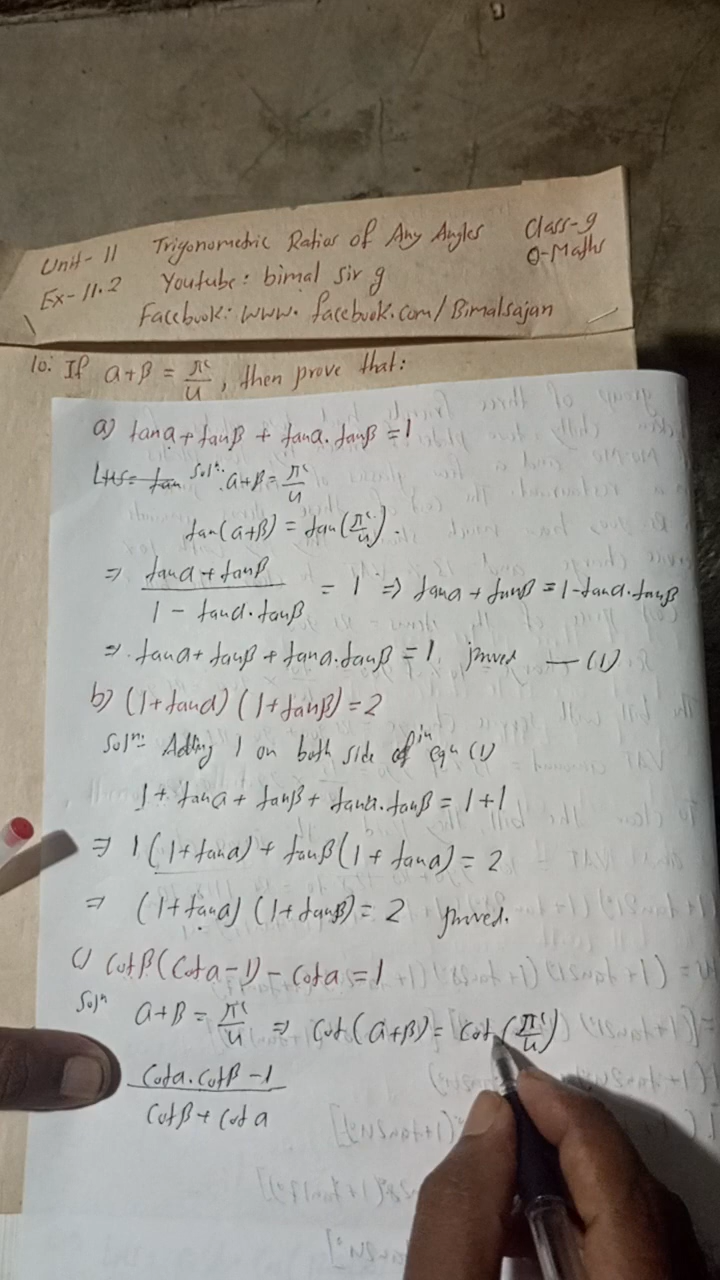 Unit- 11 Trigonometric Ratios of Any Angles Class-9
Ex- 11.2 Youtube: bimal Sir g O-Maths
Facebook: www. facebook.com/Bimalsajan
10. If α+β = π^c/4, then prove that:
a) tanα + tanβ + tanα. tanβ = 1
LHS= tan Solⁿ. α+β = π^c/4
tan(α+β) = tan(π^c/4).
⇒ (tanα + tanβ)/(1 - tanα. tanβ) = 1 ⇒ tanα + tanβ = 1-tanα. tanβ
⇒ tanα + tanβ + tanα. tanβ = 1 proved — (1)
b) (1+tanα) (1+tanβ) = 2
Solⁿ: Adding 1 on both side of in eqn (1)
1 + tanα + tanβ + tanα. tanβ = 1+1
⇒ 1(1+tanα) + tanβ(1 + tanα) = 2
⇒ (1+tanα) (1+tanβ) = 2 proved.
c) Cotβ(Cotα-1) - Cotα = 1
Solⁿ α+β = π^c/4 ⇒ Cot(α+β) = Cot(π^c/4)
(Cotα. Cotβ -1)/(Cotβ + Cotα)